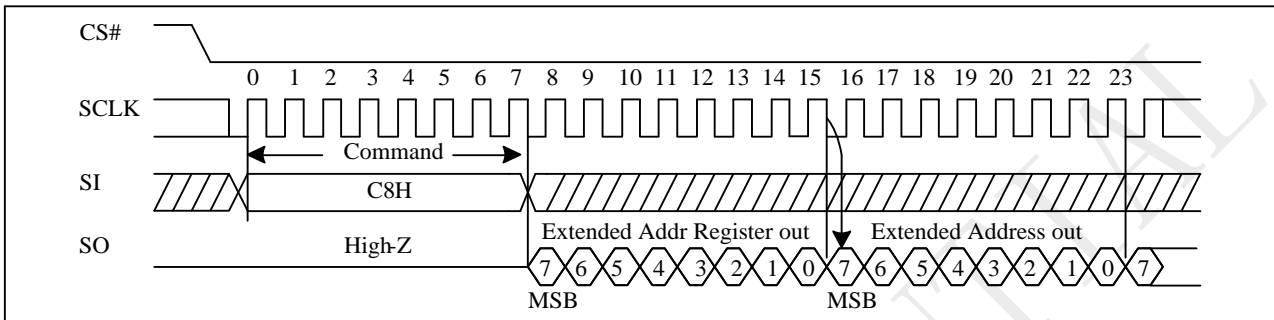 CS#
0 1 2 3 4 5 6 7 8 9 10 11 12 13 14 15 16 17 18 19 20 21 22 23
SCLK
Command
SI C8H
Extended Addr Register out Extended Address out
SO High-Z
7 6 5 4 3 2 1 0 7 6 5 4 3 2 1 0 7
MSB MSB
NTIAL